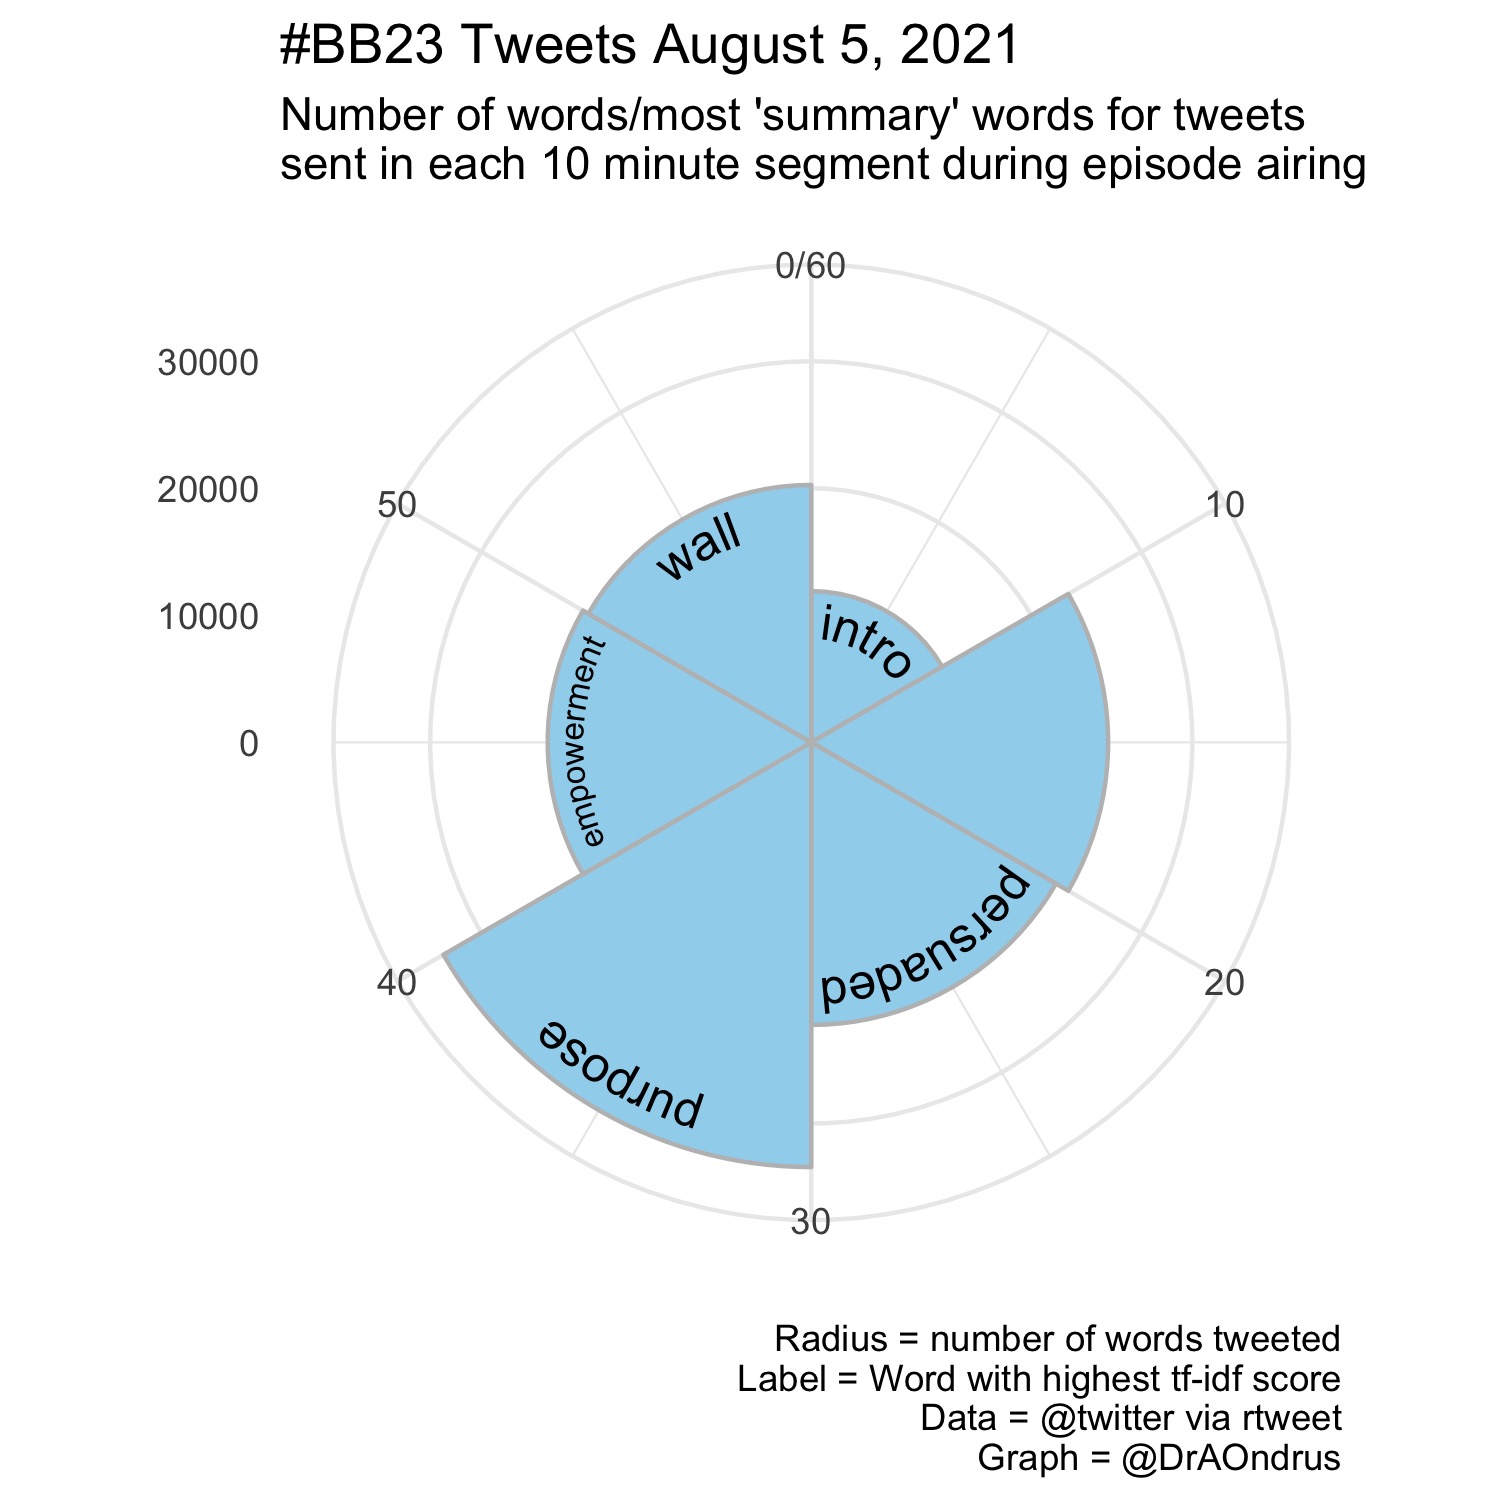 #BB23 Tweets August 5, 2021
Number of words/most 'summary' words for tweets
sent in each 10 minute segment during episode airing
0/60
10
20
30
40
50
30000
20000
10000
0
intro
persuaded
purpose
empowerment
wall
Radius = number of words tweeted
Label = Word with highest tf-idf score
Data = @twitter via rtweet
Graph = @DrAOndrus